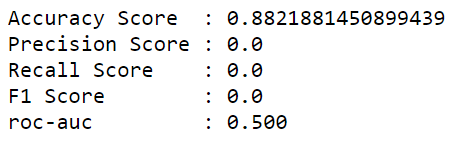 Accuracy Score  : 0.8821881450899439
Precision Score : 0.0
Recall Score    : 0.0
F1 Score        : 0.0
roc-auc         : 0.500